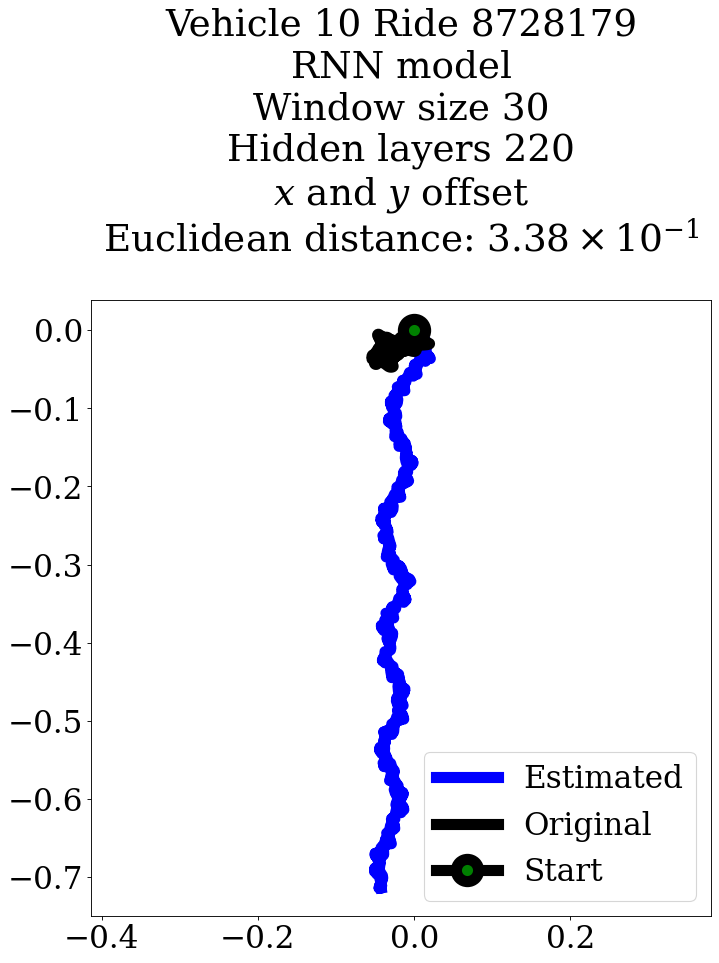 Vehicle 10 Ride 8728179
RNN model
Window size 30
Hidden layers 220
x and y offset
Euclidean distance: 3.38 × 10⁻¹
0.0
−0.1
−0.2
−0.3
−0.4
−0.5
−0.6
−0.7
Estimated
Original
Start
−0.4 −0.2 0.0 0.2